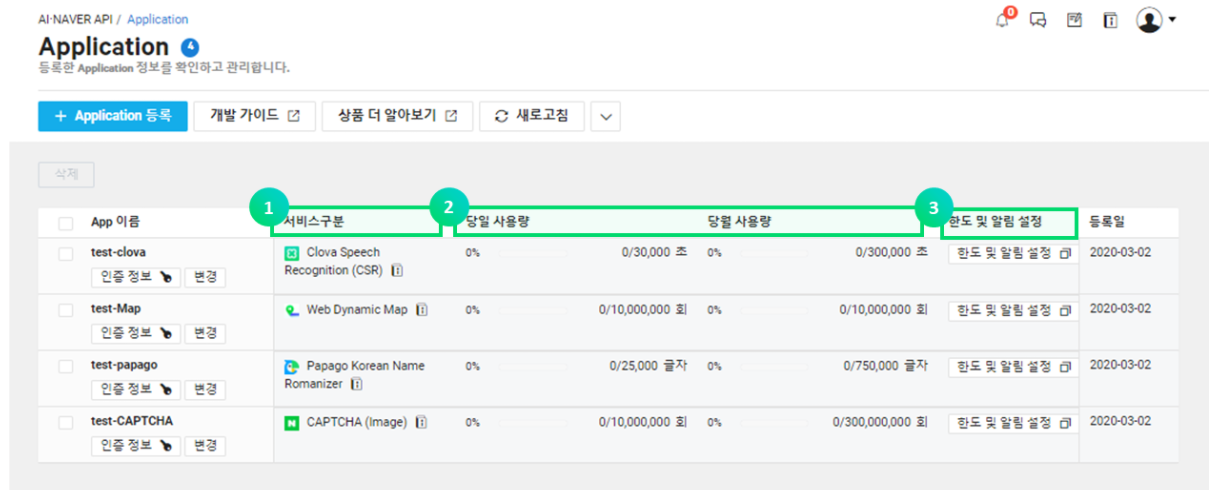 AI·NAVER API / Application
0
Application 4
등록한 Application 정보를 확인하고 관리합니다.
+ Application 등록 개발 가이드 상품 더 알아보기 새로고침
삭제
1 2 3
App 이름 서비스구분 당일 사용량 당월 사용량 한도 및 알림 설정 등록일
test-clova Clova Speech 0% 0/30,000 초 0% 0/300,000 초 한도 및 알림 설정 2020-03-02
인증 정보 변경 Recognition (CSR)
test-Map Web Dynamic Map 0% 0/10,000,000 회 0% 0/10,000,000 회 한도 및 알림 설정 2020-03-02
인증 정보 변경
test-papago Papago Korean Name 0% 0/25,000 글자 0% 0/750,000 글자 한도 및 알림 설정 2020-03-02
인증 정보 변경 Romanizer
test-CAPTCHA CAPTCHA (Image) 0% 0/10,000,000 회 0% 0/300,000,000 회 한도 및 알림 설정 2020-03-02
인증 정보 변경